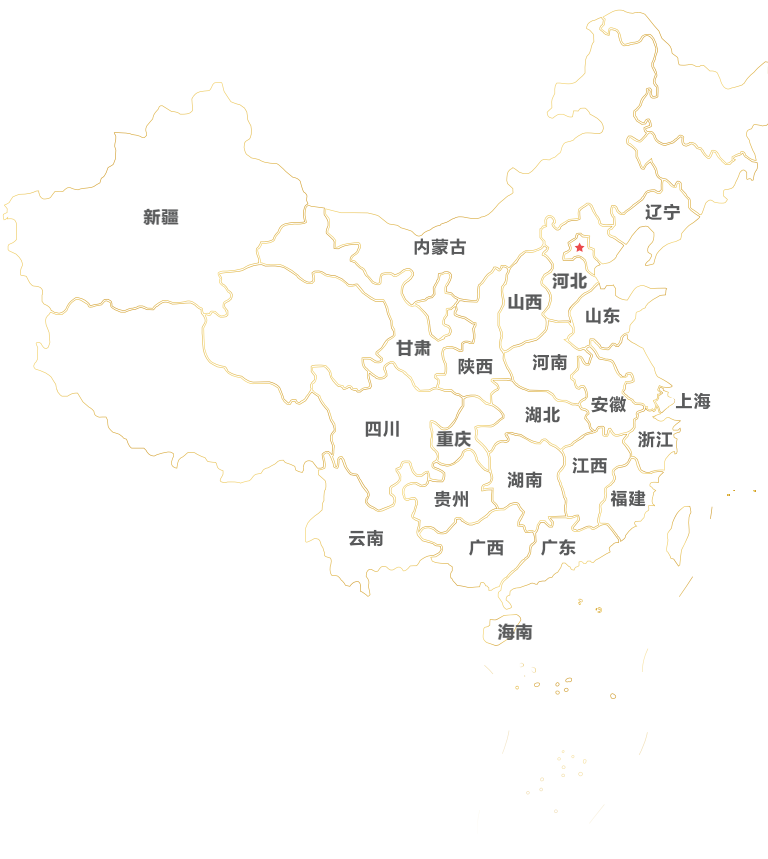 辽宁
新疆
内蒙古
河北
山西
山东
甘肃
河南
陕西
上海
安徽
湖北
四川
重庆
浙江
江西
湖南
贵州
福建
云南
广西
广东
海南